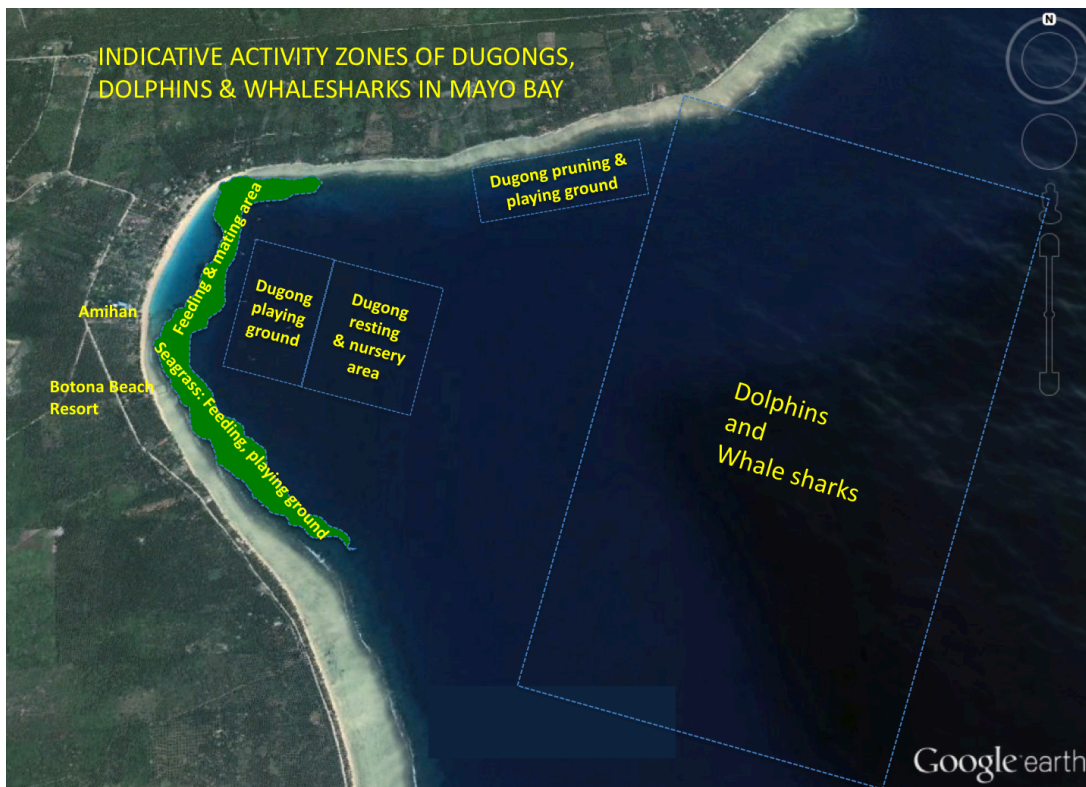 INDICATIVE ACTIVITY ZONES OF DUGONGS,
DOLPHINS & WHALESHARKS IN MAYO BAY
N
Dugong pruning &
playing ground
Feeding & mating area
Dugong
playing
ground
Dugong
resting
& nursery
area
Amihan
Botona Beach
Resort
Seagrass: Feeding, playing ground
Dolphins
and
Whale sharks
Google earth